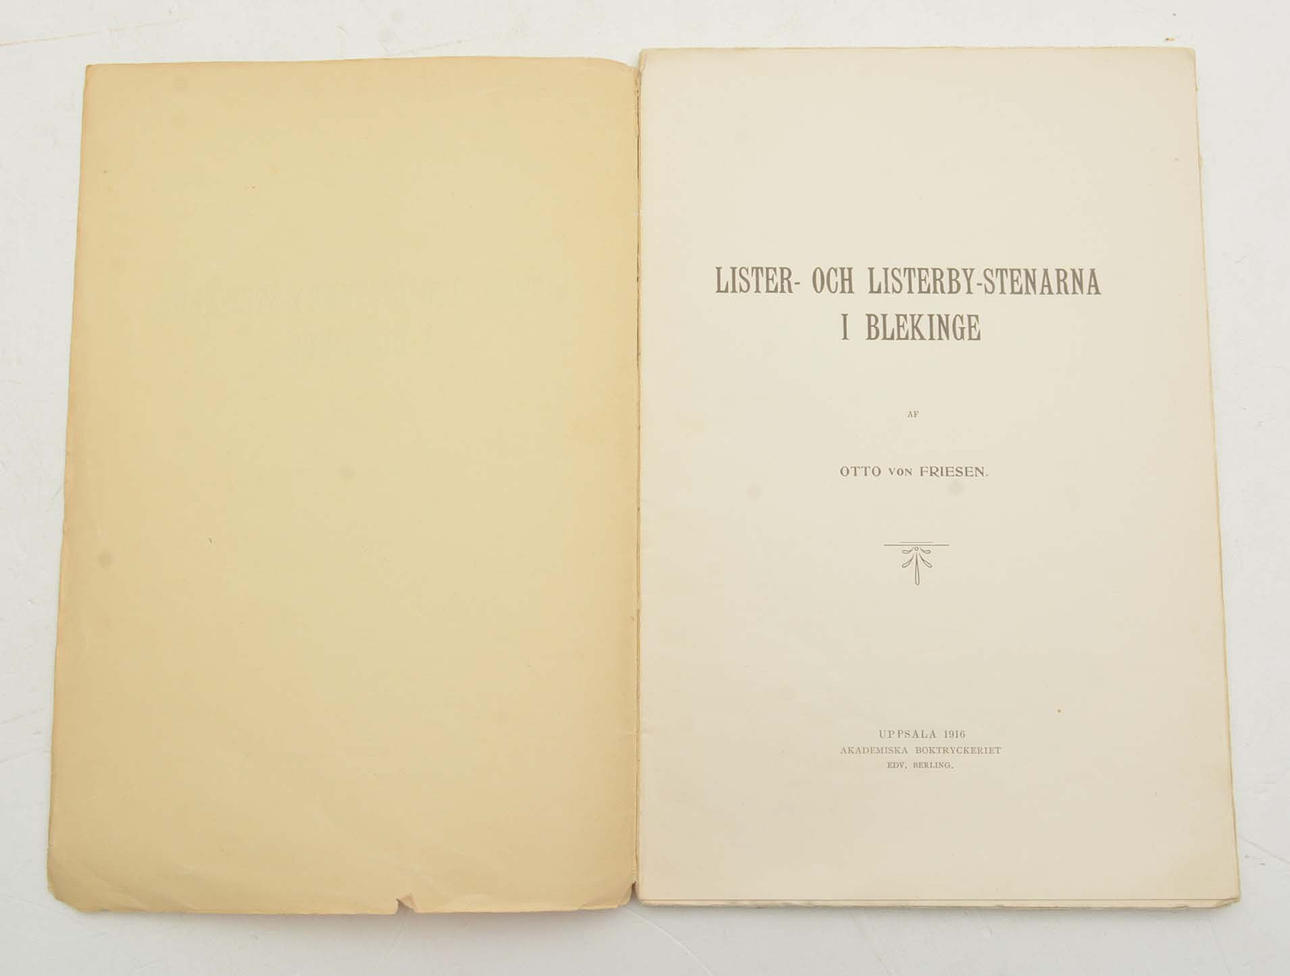 LISTER- OCH LISTERBY-STENARNA
I BLEKINGE
AF
OTTO VON FRIESEN.
UPPSALA 1916
AKADEMISKA BOKTRYCKERIET
EDV. BERLING.